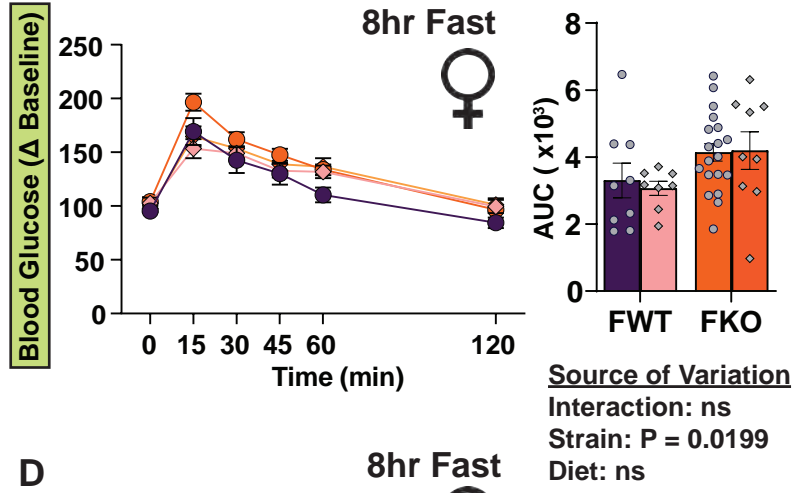 Blood Glucose (Δ Baseline)
8hr Fast
250
200
150
100
50
0
0 15 30 45 60 120
Time (min)
AUC ( x10³)
8
6
4
2
0
FWT FKO
Source of Variation
Interaction: ns
Strain: P = 0.0199
Diet: ns
D
8hr Fast